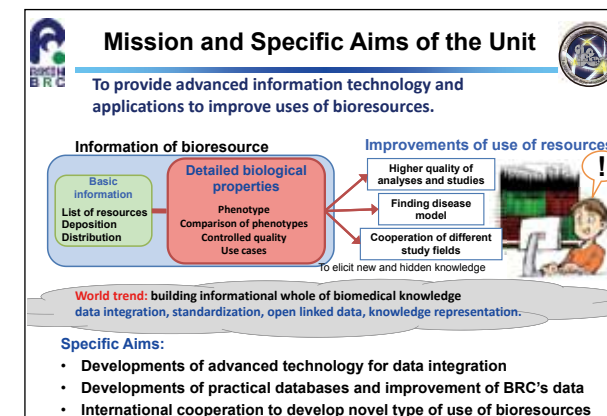 Mission and Specific Aims of the Unit
RIKEN
BRC
To provide advanced information technology and
applications to improve uses of bioresources.
Information of bioresource
Improvements of use of resources
Basic
information
List of resources
Deposition
Distribution
Detailed biological
properties
Phenotype
Comparison of phenotypes
Controlled quality
Use cases
Higher quality of
analyses and studies
Finding disease
model
Cooperation of different
study fields
!
To elicit new and hidden knowledge
World trend: building informational whole of biomedical knowledge
data integration, standardization, open linked data, knowledge representation.
Specific Aims:
• Developments of advanced technology for data integration
• Developments of practical databases and improvement of BRC's data
• International cooperation to develop novel type of use of bioresources